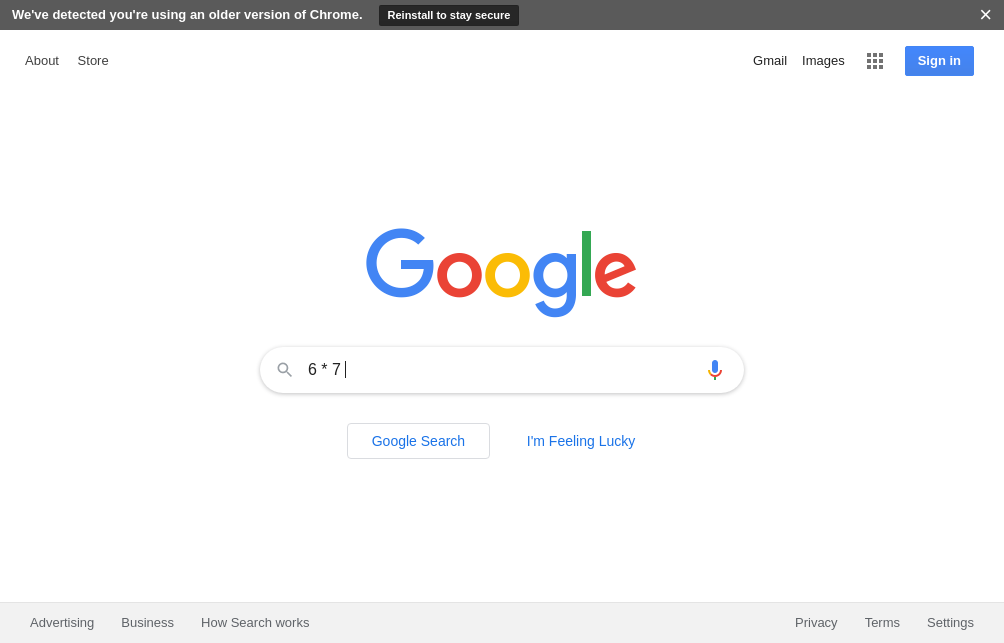 We've detected you're using an older version of Chrome. Reinstall to stay secure
About Store Gmail Images Sign in
Google
6 * 7
Google Search I'm Feeling Lucky
Advertising Business How Search works Privacy Terms Settings